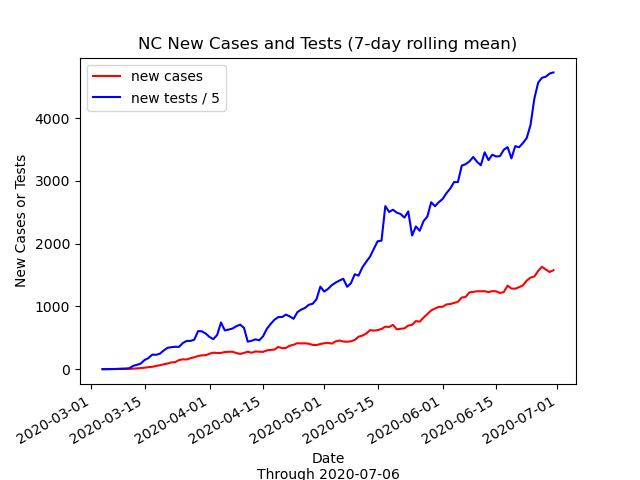 NC New Cases and Tests (7-day rolling mean)
new cases
new tests / 5
New Cases or Tests
4000
3000
2000
1000
0
2020-03-01
2020-03-15
2020-04-01
2020-04-15
2020-05-01
2020-05-15
2020-06-01
2020-06-15
2020-07-01
Date
Through 2020-07-06